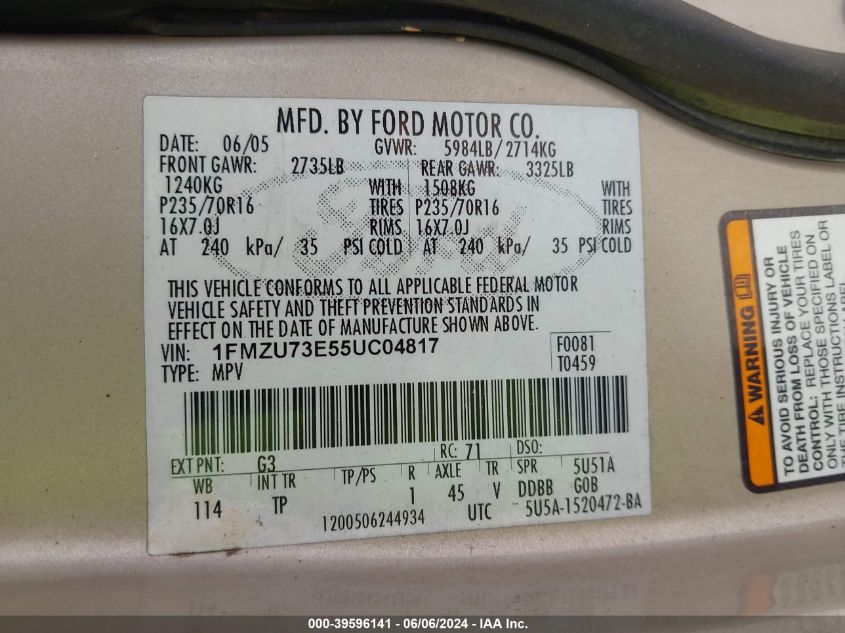 MFD. BY FORD MOTOR CO.
DATE: 06/05 GVWR: 5984LB/2714KG
FRONT GAWR: 2735LB REAR GAWR: 3325LB
1240KG WITH 1508KG WITH
P235/70R16 TIRES P235/70R16 TIRES
16X7.0J RIMS 16X7.0J RIMS
AT 240 kPa/ 35 PSI COLD AT 240 kPa/ 35 PSI COLD
THIS VEHICLE CONFORMS TO ALL APPLICABLE FEDERAL MOTOR
VEHICLE SAFETY AND THEFT PREVENTION STANDARDS IN
EFFECT ON THE DATE OF MANUFACTURE SHOWN ABOVE.
VIN: 1FMZU73E55UC04817 F0081
TYPE: MPV T0459
EXT PNT: G3 RC: 71 DSO:
WB INT TR TP/PS R AXLE TR SPR 5U51A
114 TP 1 45 V DDBB G0B
1200506244934 UTC 5U5A-1520472-BA
WARNING
TO AVOID SERIOUS INJURY OR
DEATH FROM LOSS OF VEHICLE
CONTROL: REPLACE YOUR TIRES
ONLY WITH THOSE SPECIFIED ON
THE TIRE INSTRUCTIONS LABEL OR
000-39596141 - 06/06/2024 - IAA Inc.